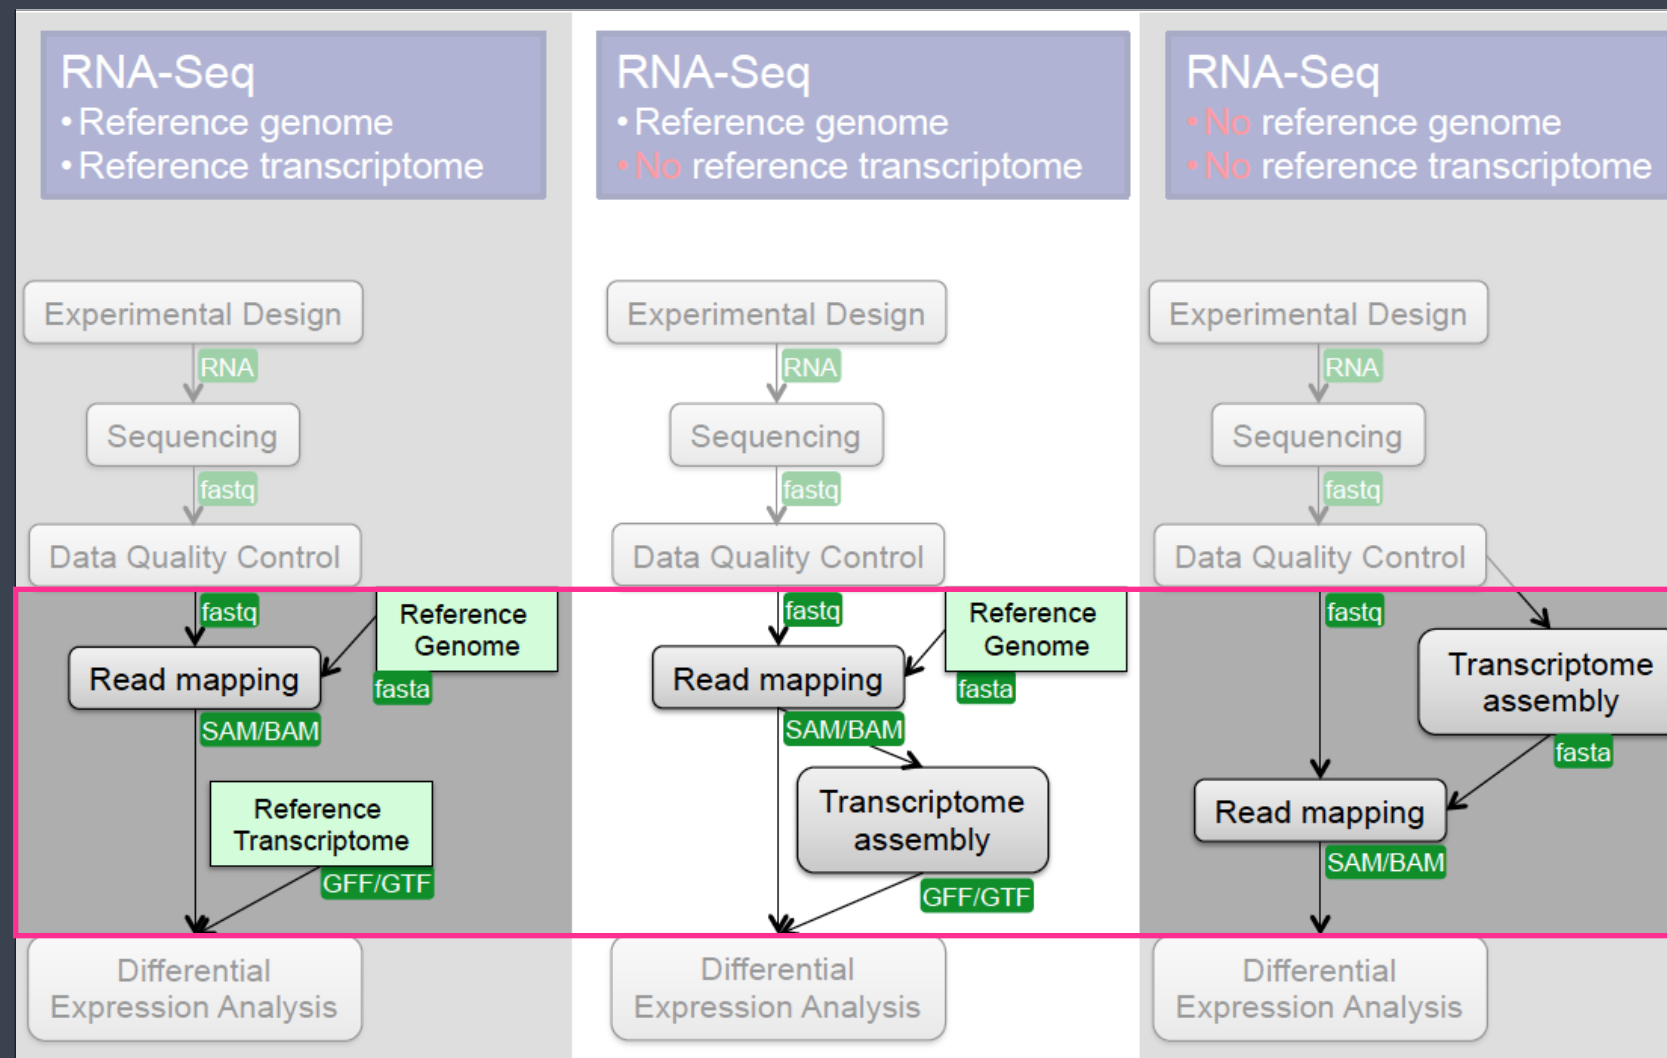 RNA-Seq
• Reference genome
• Reference transcriptome
Experimental Design
RNA
Sequencing
fastq
Data Quality Control
fastq
Reference
Genome
fasta
Read mapping
SAM/BAM
Reference
Transcriptome
GFF/GTF
Differential
Expression Analysis
RNA-Seq
• Reference genome
• No reference transcriptome
Experimental Design
RNA
Sequencing
fastq
Data Quality Control
fastq
Reference
Genome
fasta
Read mapping
SAM/BAM
Transcriptome
assembly
GFF/GTF
Differential
Expression Analysis
RNA-Seq
• No reference genome
• No reference transcriptome
Experimental Design
RNA
Sequencing
fastq
Data Quality Control
fastq
Transcriptome
assembly
fasta
Read mapping
SAM/BAM
Differential
Expression Analysis